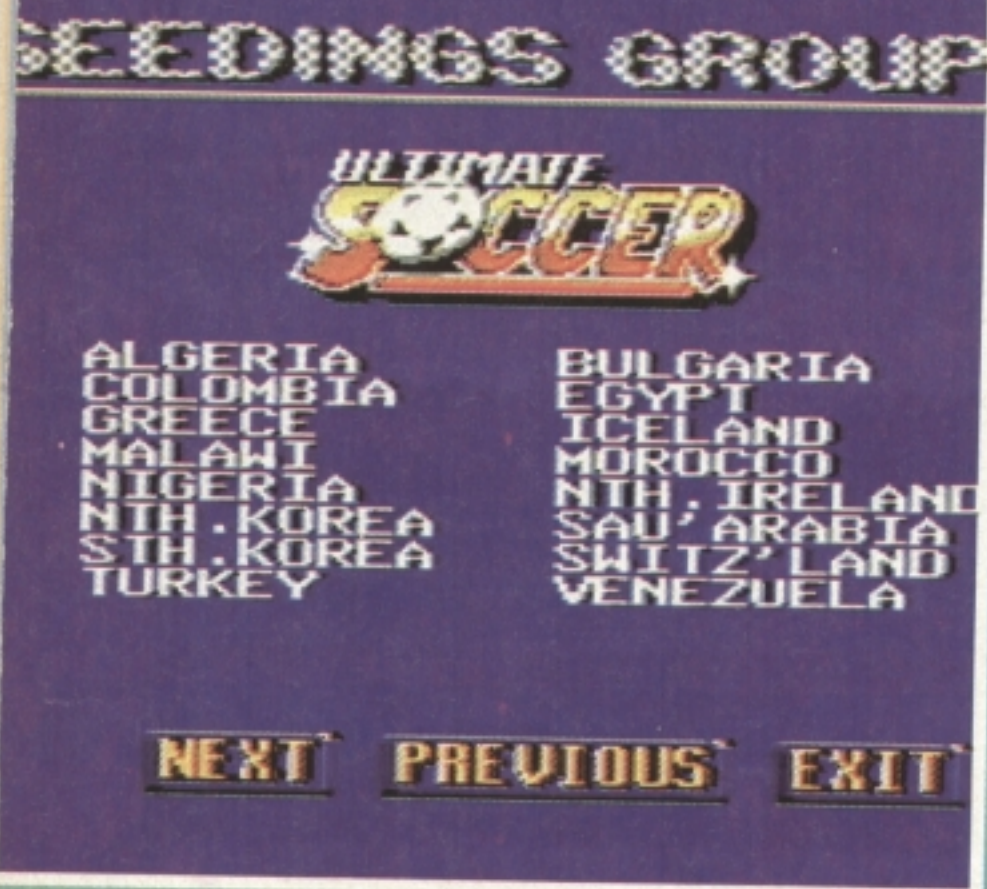 SEEDINGS GROUP
ULTIMATE
SOCCER
ALGERIA BULGARIA
COLOMBIA EGYPT
GREECE ICELAND
MALAWI MOROCCO
NIGERIA NTH.IRELAND
NTH.KOREA SAU'ARABIA
STH.KOREA SWITZ'LAND
TURKEY VENEZUELA
NEXT PREVIOUS EXIT